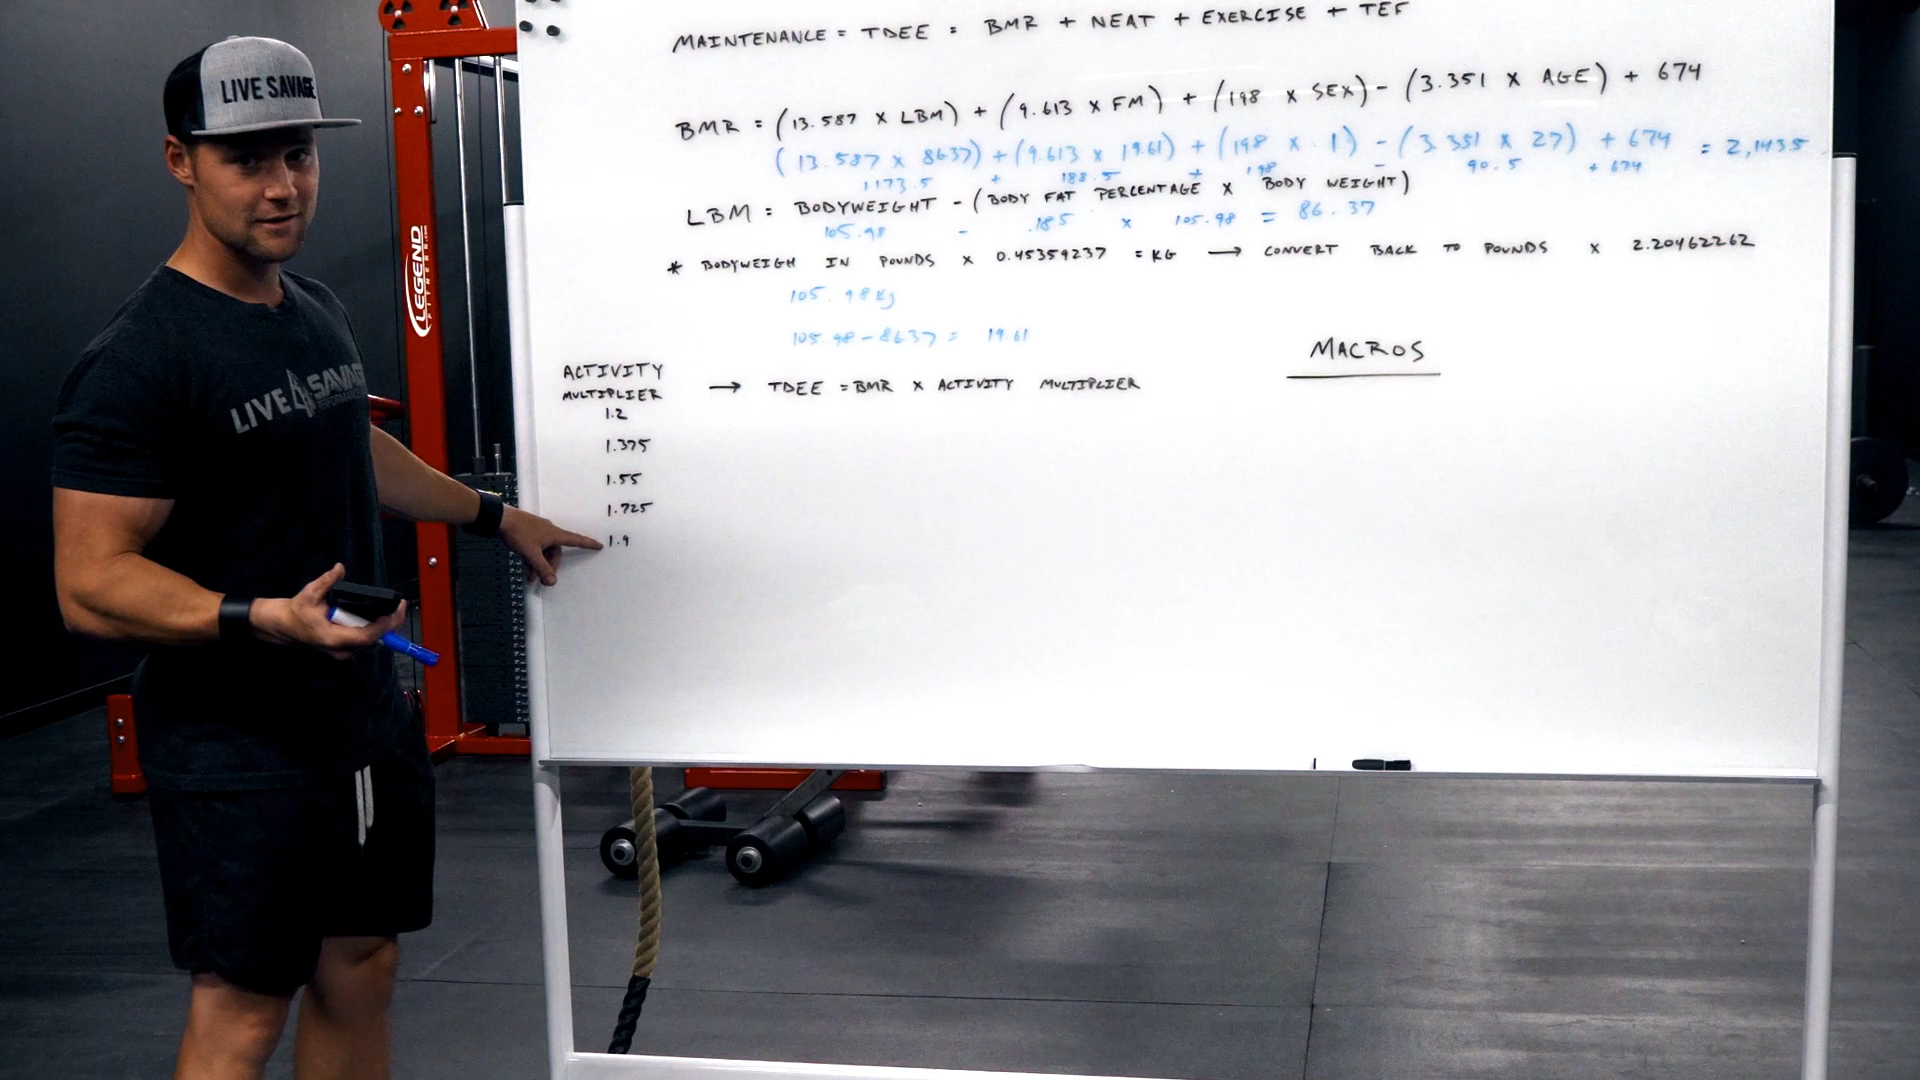 MAINTENANCE = TDEE = BMR + NEAT + EXERCISE + TEF
BMR = (13.587 X LBM) + (9.613 X FM) + (198 X SEX) - (3.351 X AGE) + 674
(13.587 x 8637) + (9.613 x 19.61) + (198 x 1) - (3.351 x 27) + 674 = 2,143.5
1173.5 + 188.5 + 198 - 90.5 + 674
LBM = BODYWEIGHT - (BODY FAT PERCENTAGE X BODY WEIGHT)
105.98 - .185 x 105.98 = 86.37
* BODYWEIGH IN POUNDS X 0.45359237 = KG → CONVERT BACK TO POUNDS X 2.20462262
105.98 Kg
105.98 - 86.37 = 19.61
MACROS
ACTIVITY
MULTIPLIER → TDEE = BMR X ACTIVITY MULTIPLIER
1.2
1.375
1.55
1.725
1.9
LIVE SAVAGE
LIVE SAVA
LEGEND
FITNESS.com